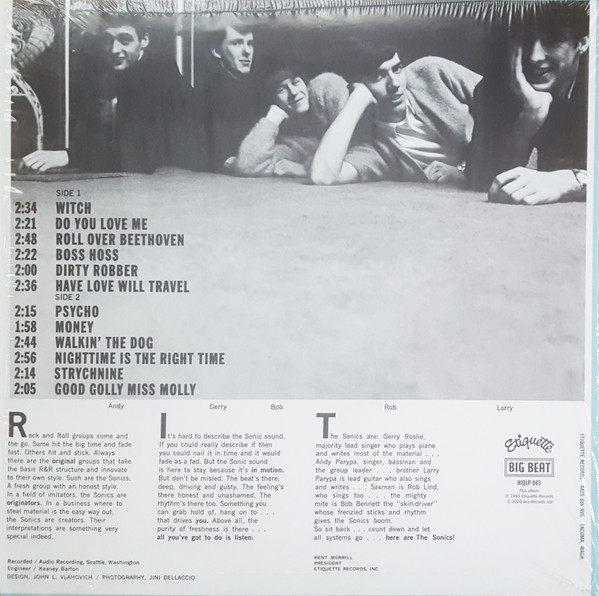 SIDE 1
2:34 WITCH
2:21 DO YOU LOVE ME
2:48 ROLL OVER BEETHOVEN
2:22 BOSS HOSS
2:00 DIRTY ROBBER
2:36 HAVE LOVE WILL TRAVEL
SIDE 2
2:15 PSYCHO
1:58 MONEY
2:44 WALKIN' THE DOG
2:56 NIGHTTIME IS THE RIGHT TIME
2:14 STRYCHNINE
2:05 GOOD GOLLY MISS MOLLY
Andy Gerry Bob Rob Larry
Rock and Roll groups come and
the go. Some hit the big time and fade
fast. Others hit and stick. Always
there are the original groups that take
the basic R&R structure and innovate
to their own style. Such are the Sonics.
A fresh group with an honest style.
In a field of imitators, the Sonics are
originators. In a business where to
steal material is the easy way out,
the Sonics are creators. Their
interpretations are something very
special indeed.
It's hard to describe the Sonic sound.
If you could really describe it then
you could nail it in time and it would
fade as a fad. But the Sonic sound
is here to stay because it's in motion.
But don't be misled. The beat's there,
deep, driving and gusty. The feeling's
there honest and unashamed. The
rhythm's there too. Something you
can grab hold of, hang on to . . .
that drives you. Above all, the
purity of freshness is there . . .
all you've got to do is listen.
The Sonics are: Gerry Roslie,
majority lead singer who plays piano
and writes most of the material . . .
Andy Parypa, singer, bassman and
the group leader . . . brother Larry
Parypa is lead guitar who also sings
and writes . . . Saxman is Rob Lind,
who sings too . . . the mighty
mite is Bob Bennett the "skin-driver"
whose frenzied sticks and rhythm
gives the Sonics boom.
So sit back . . . count down and let
all systems go . . . here are The Sonics!
KENT MORRILL
PRESIDENT
ETIQUETTE RECORDS, INC.
Recorded / Audio Recording, Seattle, Washington
Engineer / Kearney Barton
DESIGN, JOHN L. VLAHOVICH / PHOTOGRAPHY, JINI DELLACCIO
Etiquette
BIG BEAT
HIQLP 065
This album
℗ 1965 Etiquette Records
© 2020 Ace Records Ltd
ETIQUETTE RECORDS, 4425 6th AVE. TACOMA, WASH.